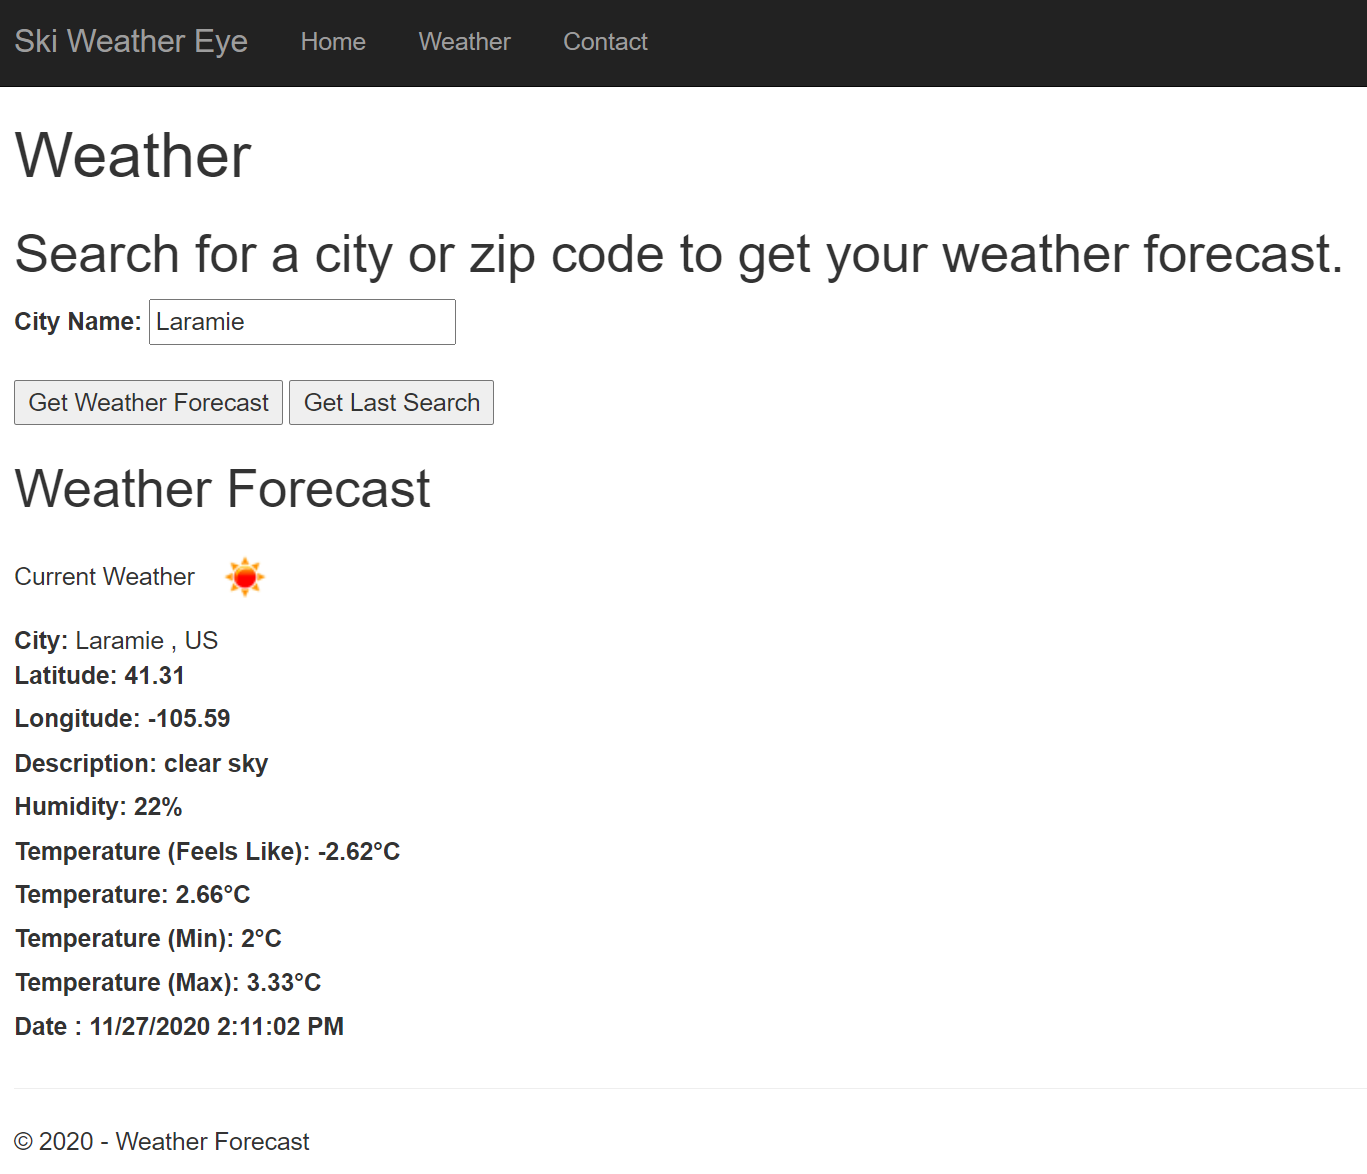 Ski Weather Eye Home Weather Contact
Weather
Search for a city or zip code to get your weather forecast.
City Name: Laramie
Get Weather Forecast Get Last Search
Weather Forecast
Current Weather
City: Laramie , US
Latitude: 41.31
Longitude: -105.59
Description: clear sky
Humidity: 22%
Temperature (Feels Like): -2.62°C
Temperature: 2.66°C
Temperature (Min): 2°C
Temperature (Max): 3.33°C
Date : 11/27/2020 2:11:02 PM
© 2020 - Weather Forecast